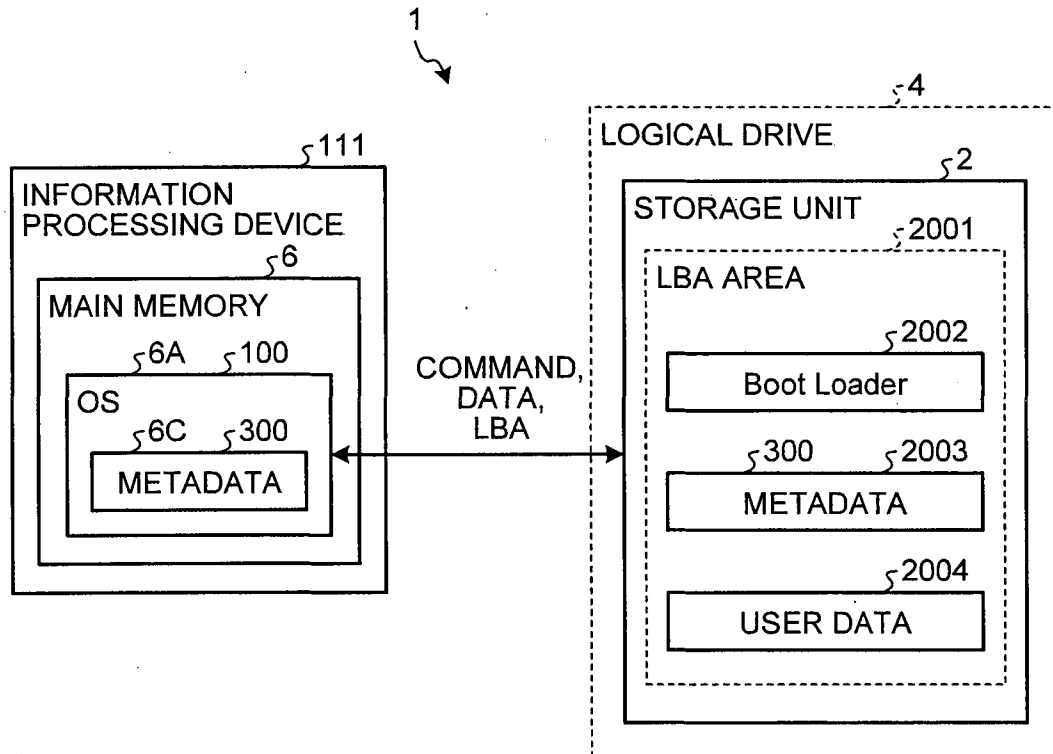 1
4
LOGICAL DRIVE
111
INFORMATION
PROCESSING DEVICE
2
STORAGE UNIT
6
MAIN MEMORY
2001
LBA AREA
6A 100
OS
6C 300
METADATA
COMMAND,
DATA,
LBA
2002
Boot Loader
300 2003
METADATA
2004
USER DATA